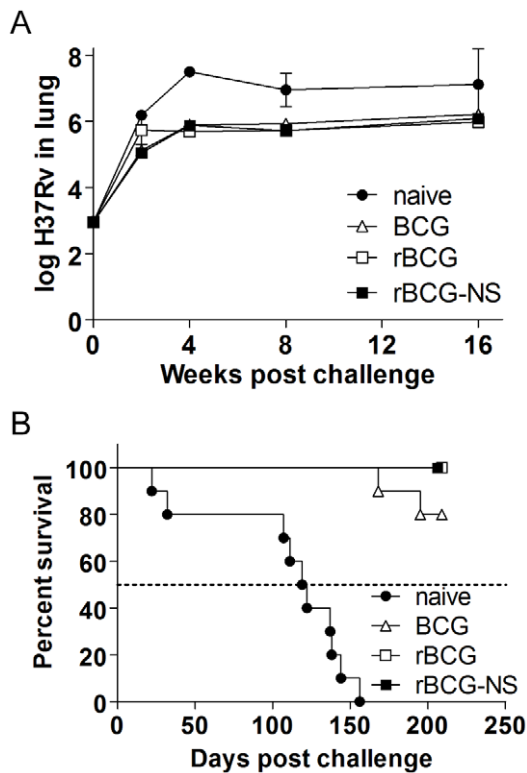 A
log H37Rv in lung
8
6
4
2
0
0 4 8 12 16
Weeks post challenge
naive
BCG
rBCG
rBCG-NS
B
Percent survival
100
80
60
40
20
0
0 50 100 150 200 250
Days post challenge
naive
BCG
rBCG
rBCG-NS